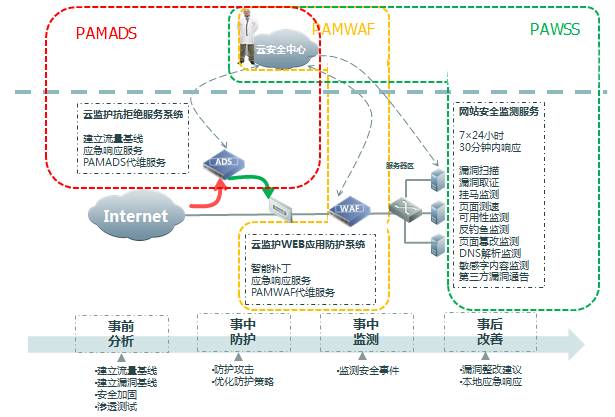 PAMADS
PAMWAF
PAWSS
云安全中心
云监护抗拒绝服务系统
建立流量基线
应急响应服务
PAMADS代维服务
网站安全监测服务
7×24小时
30分钟内响应
漏洞扫描
漏洞取证
挂马监测
页面测速
可用性监测
反钓鱼监测
页面篡改监测
DNS解析监测
敏感字内容监测
第三方漏洞通告
ADS
服务器区
Internet
WAF
云监护WEB应用防护系统
智能补丁
应急响应服务
PAMWAF代维服务
事前
分析
事中
防护
事中
监测
事后
改善
•建立流量基线
•建立漏洞基线
•安全加固
•渗透测试
•防护攻击
•优化防护策略
•监测安全事件
•漏洞整改建议
•本地应急响应